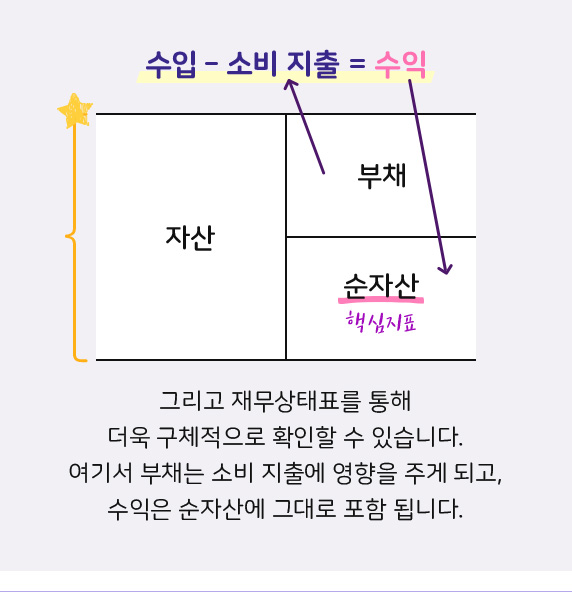 수입 - 소비 지출 = 수익
부채
자산
순자산
핵심지표
그리고 재무상태표를 통해
더욱 구체적으로 확인할 수 있습니다.
여기서 부채는 소비 지출에 영향을 주게 되고,
수익은 순자산에 그대로 포함 됩니다.